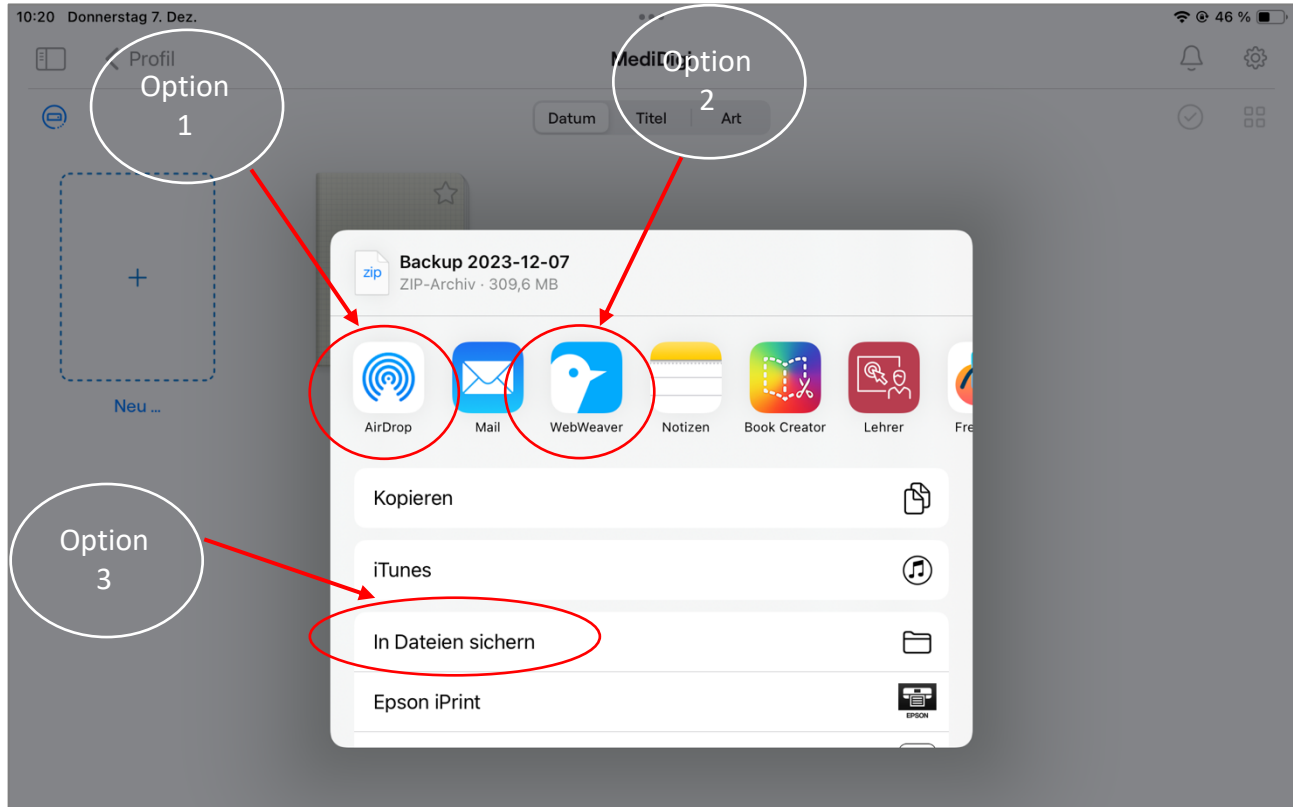 10:20 Donnerstag 7. Dez.
46 %
Profil
MediDigi
Option
1
Option
2
Datum
Titel
Art
Neu ...
zip
Backup 2023-12-07
ZIP-Archiv · 309,6 MB
AirDrop
Mail
WebWeaver
Notizen
Book Creator
Lehrer
Fre
Kopieren
Option
3
iTunes
In Dateien sichern
Epson iPrint
EPSON